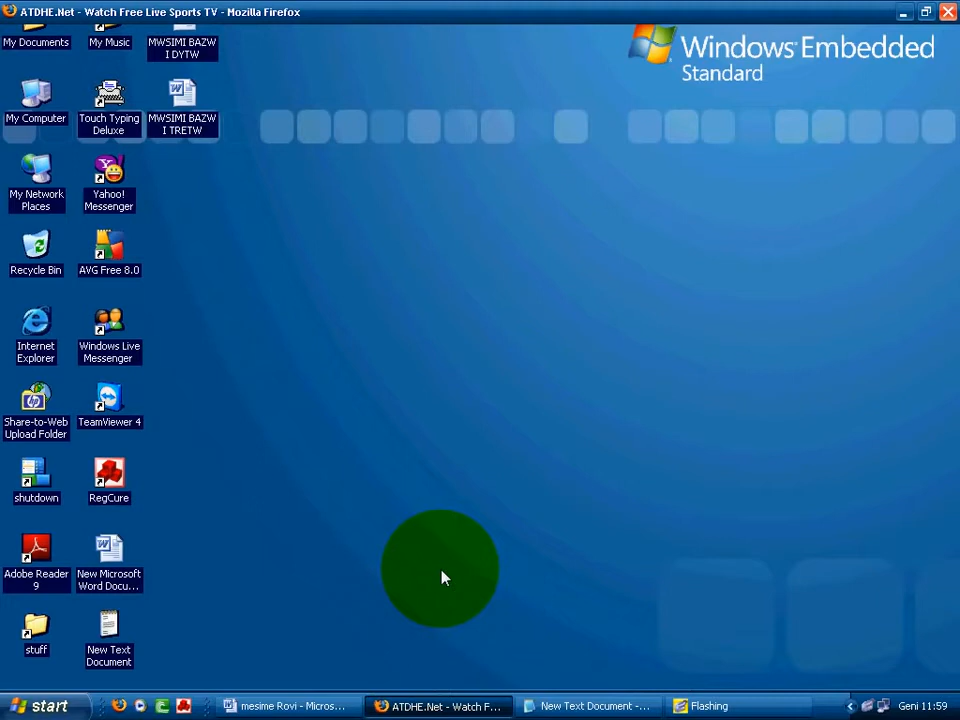 ATDHE.Net - Watch Free Live Sports TV - Mozilla Firefox
Windows Embedded
Standard
My Documents
My Music
MWSIMI BAZW
I DYTW
My Computer
Touch Typing
Deluxe
MWSIMI BAZW
I TRETW
My Network
Places
Yahoo!
Messenger
Recycle Bin
AVG Free 8.0
Internet
Explorer
Windows Live
Messenger
Share-to-Web
Upload Folder
TeamViewer 4
shutdown
RegCure
Adobe Reader
9
New Microsoft
Word Docu...
stuff
New Text
Document
start
mesime Rovi - Micros...
ATDHE.Net - Watch F...
New Text Document -...
Flashing
Geni 11:59